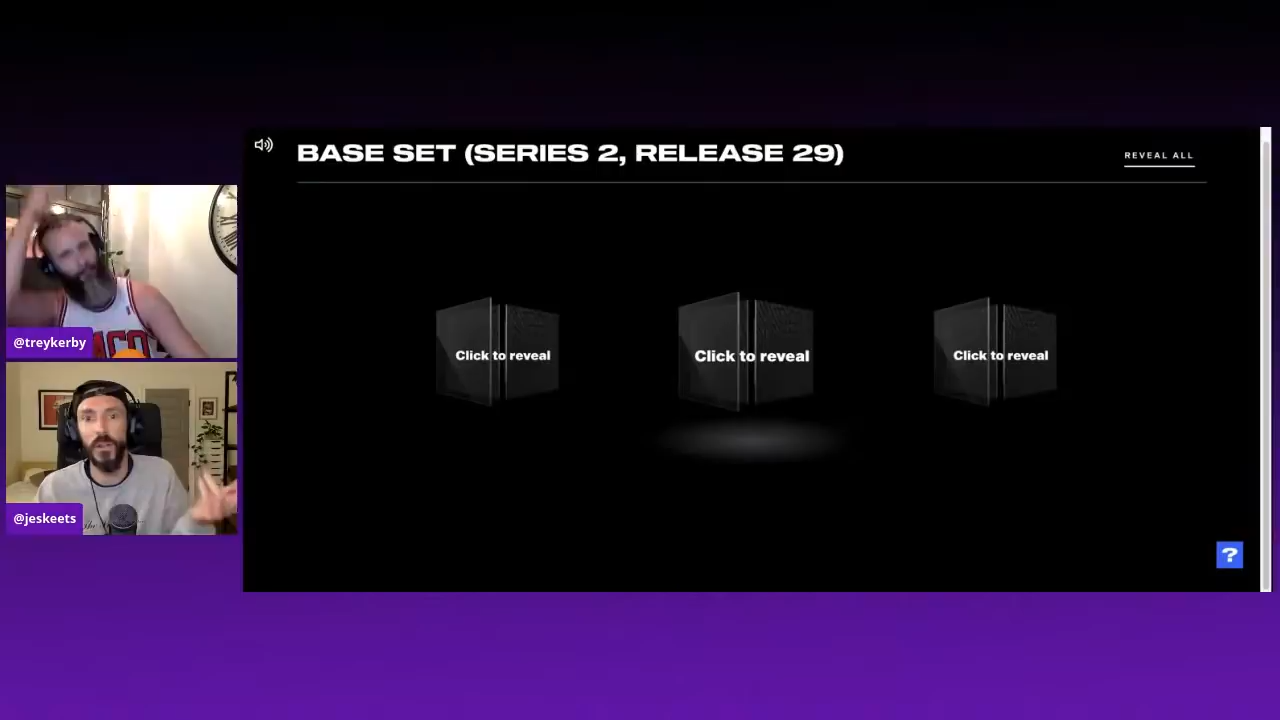 BASE SET (SERIES 2, RELEASE 29)
REVEAL ALL
@treykerby
@jeskeets
Click to reveal
Click to reveal
Click to reveal
?